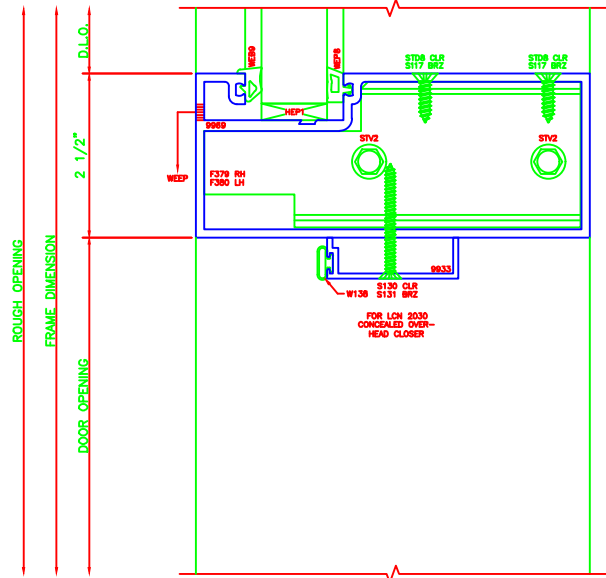 D.L.O.
WEB9
WEP8
STD8 CLR
S117 BRZ
STD8 CLR
S117 BRZ
HEP1
9969
2 1/2"
STV2
STV2
WEEP
F379 RH
F380 LH
ROUGH OPENING
FRAME DIMENSION
DOOR OPENING
9933
W136
S130 CLR
S131 BRZ
FOR LCN 2030
CONCEALED OVER-
HEAD CLOSER